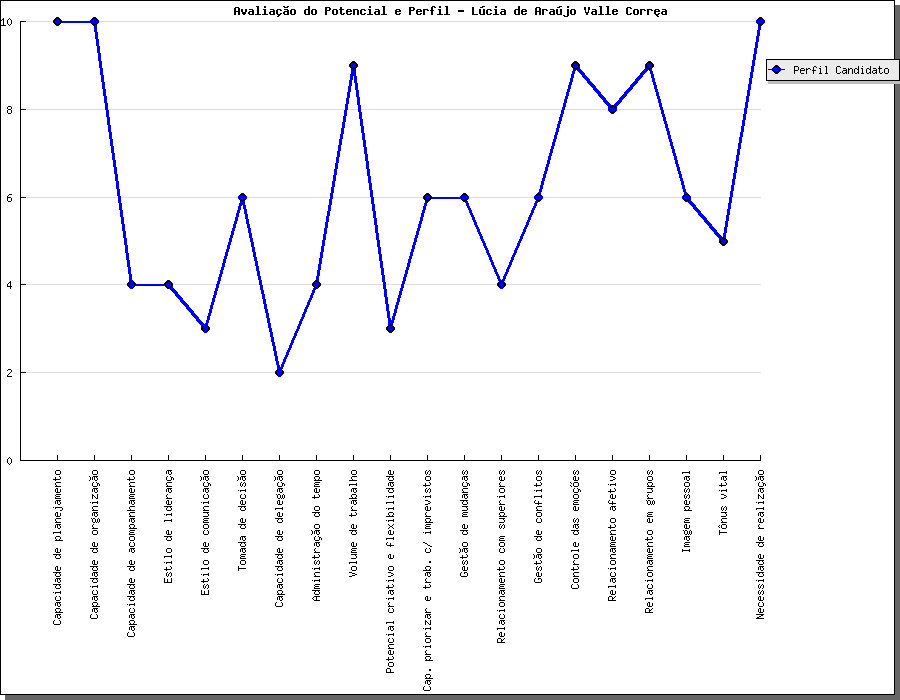 Avaliação do Potencial e Perfil - Lúcia de Araújo Valle Corrêa
Perfil Candidato
10
8
6
4
2
0
Capacidade de planejamento
Capacidade de organização
Capacidade de acompanhamento
Estilo de liderança
Estilo de comunicação
Tomada de decisão
Capacidade de delegação
Administração do tempo
Volume de trabalho
Potencial criativo e flexibilidade
Cap. priorizar e trab. c/ imprevistos
Gestão de mudanças
Relacionamento com superiores
Gestão de conflitos
Controle das emoções
Relacionamento afetivo
Relacionamento em grupos
Imagem pessoal
Tônus vital
Necessidade de realização